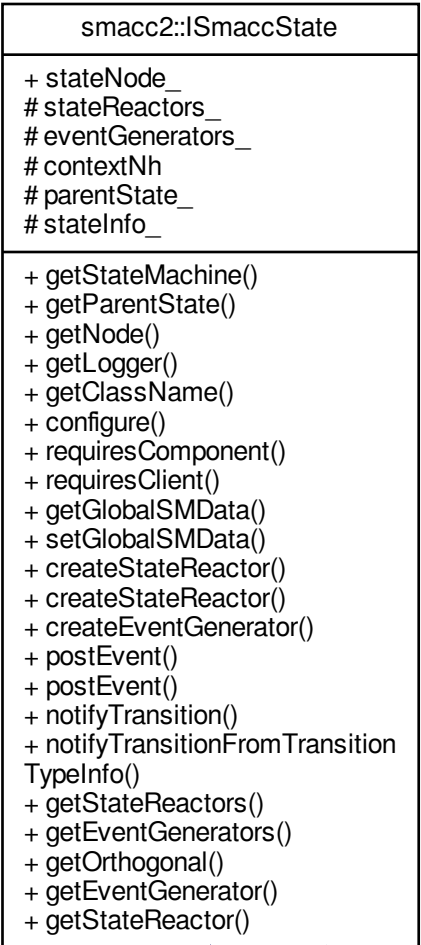 smacc2::ISmaccState
+ stateNode_
# stateReactors_
# eventGenerators_
# contextNh
# parentState_
# stateInfo_
+ getStateMachine()
+ getParentState()
+ getNode()
+ getLogger()
+ getClassName()
+ configure()
+ requiresComponent()
+ requiresClient()
+ getGlobalSMData()
+ setGlobalSMData()
+ createStateReactor()
+ createStateReactor()
+ createEventGenerator()
+ postEvent()
+ postEvent()
+ notifyTransition()
+ notifyTransitionFromTransition
TypeInfo()
+ getStateReactors()
+ getEventGenerators()
+ getOrthogonal()
+ getEventGenerator()
+ getStateReactor()